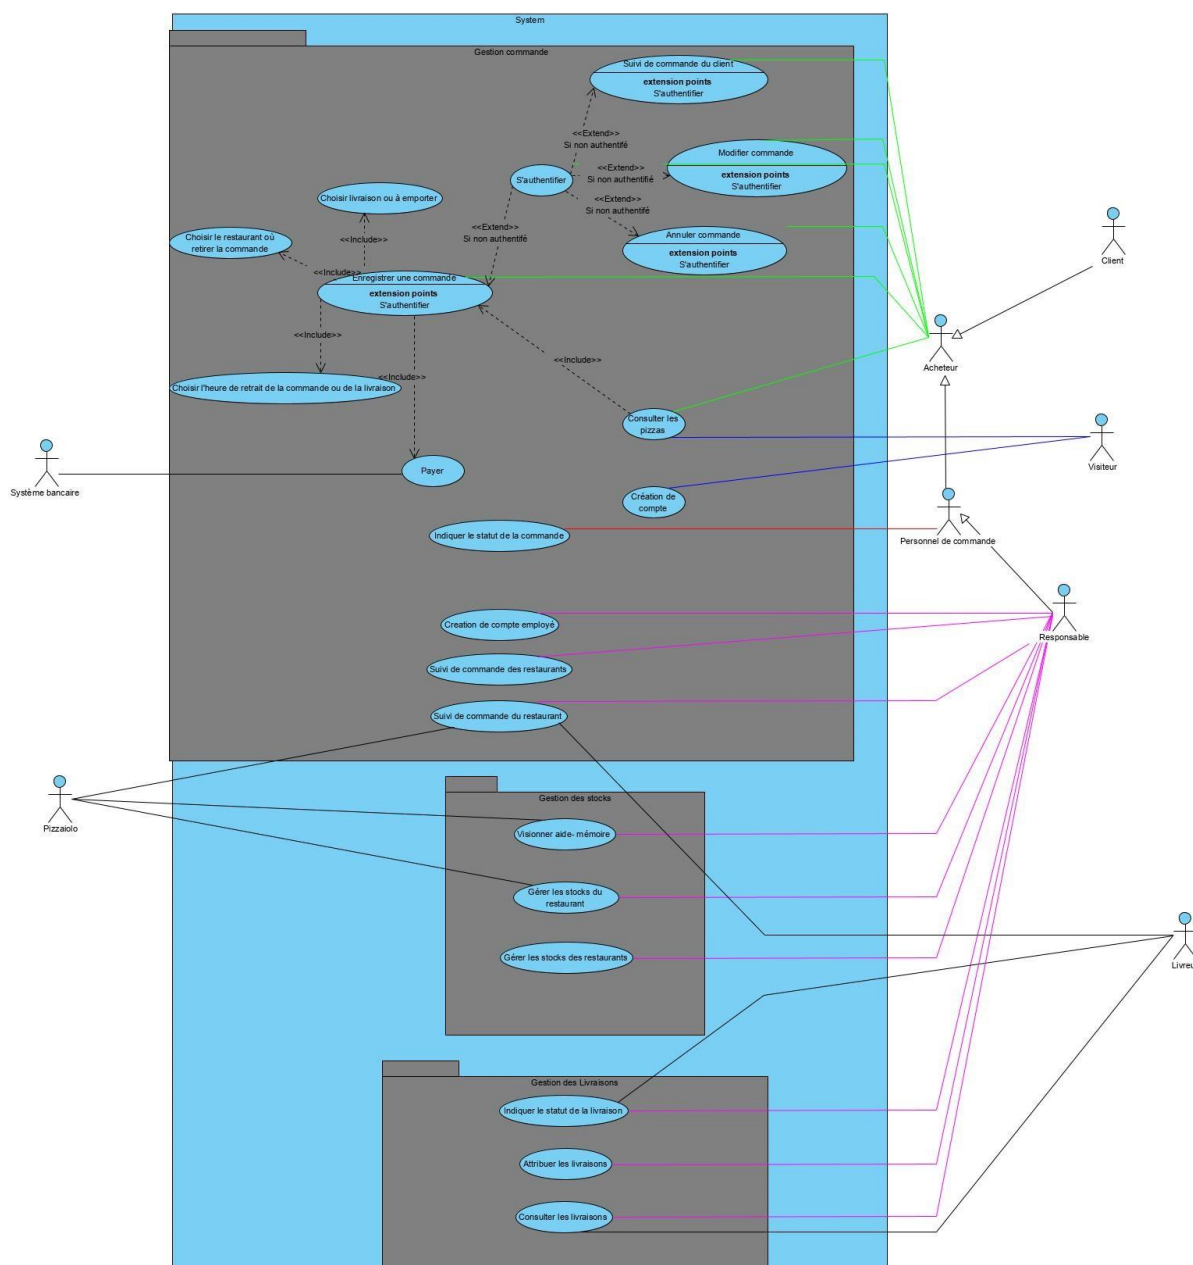 System
Gestion commande
Suivi de commande du client
extension points
S'authentifier
<<Extend>>
Si non authentifé
Modifier commande
extension points
S'authentifier
<<Extend>>
Si non authentifié
S'authentifier
<<Extend>>
Si non authentifé
Choisir livraison ou à emporter
<<Extend>>
Si non authentifé
Annuler commande
extension points
S'authentifier
Choisir le restaurant où
retirer la commande
<<Include>>
<<Include>>
Enregistrer une commande
extension points
S'authentifier
Client
<<Include>>
<<Include>>
Acheteur
<<Include>>
Choisir l'heure de retrait de la commande ou de la livraison
Consulter les
pizzas
Visiteur
Payer
Système bancaire
Création de
compte
Indiquer le statut de la commande
Personnel de commande
Creation de compte employé
Responsable
Suivi de commande des restaurants
Suivi de commande du restaurant
Gestion des stocks
Pizzaiolo
Visionner aide- mémoire
Gérer les stocks du
restaurant
Gérer les stocks des restaurants
Livreu
Gestion des Livraisons
Indiquer le statut de la livraison
Attribuer les livraisons
Consulter les livraisons